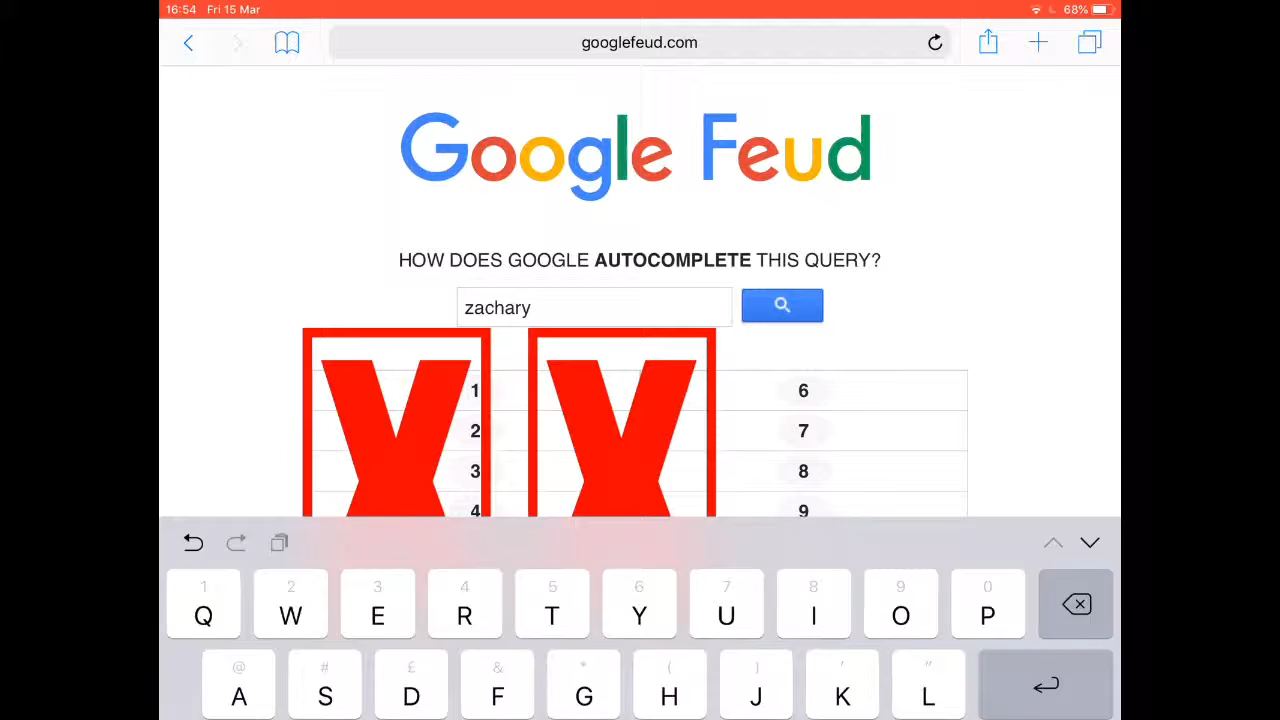 16:54 Fri 15 Mar 68%
googlefeud.com
Google Feud
HOW DOES GOOGLE AUTOCOMPLETE THIS QUERY?
zachary
X X
1 6
2 7
3 8
4 9
1 2 3 4 5 6 7 8 9 0
Q W E R T Y U I O P
@ # £ & * ( ) ' "
A S D F G H J K L